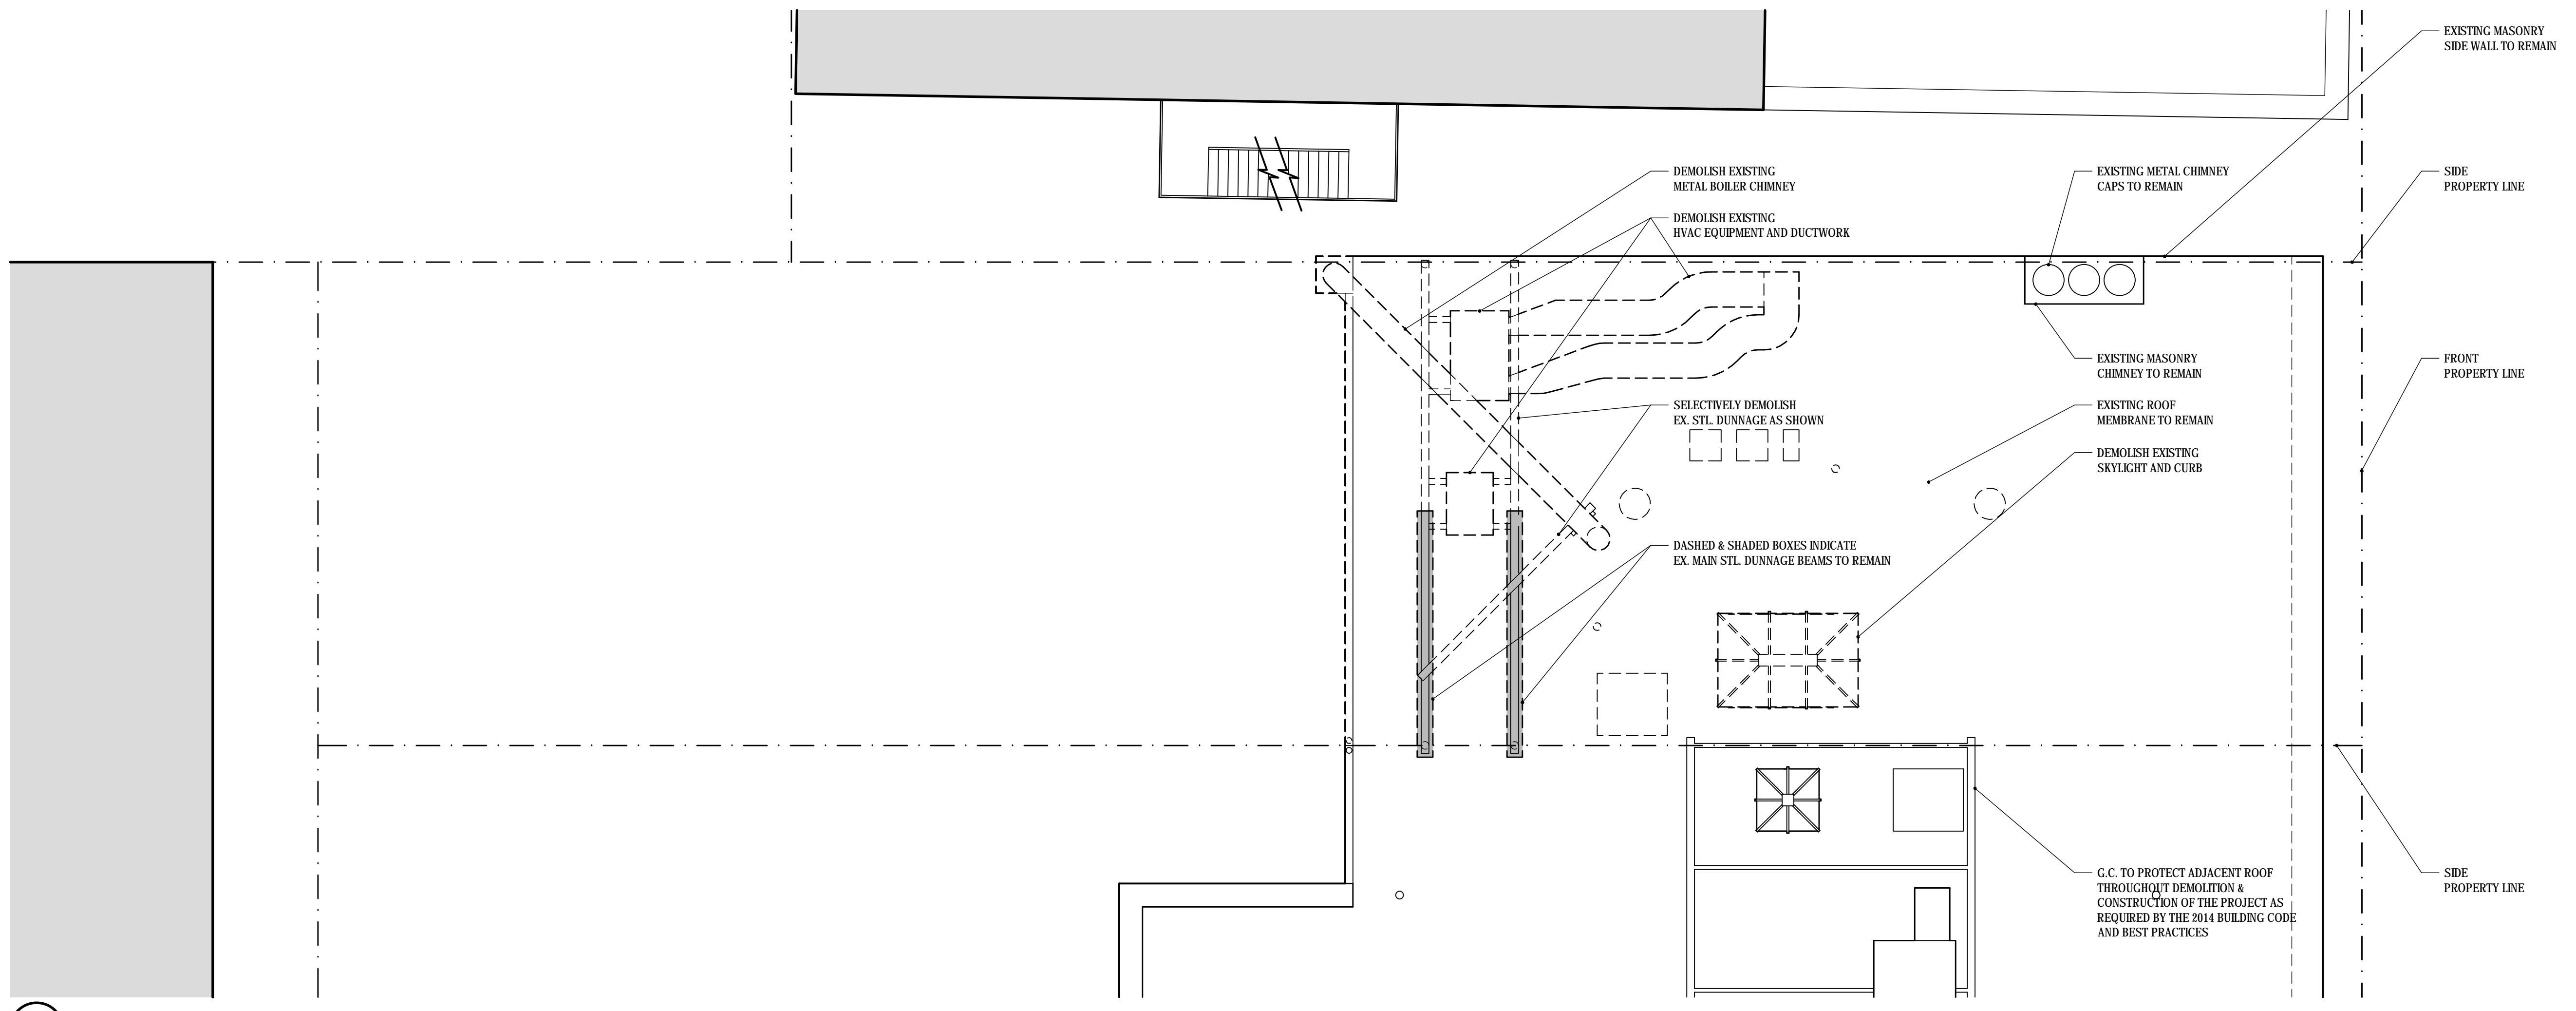 EXISTING MASONRY
SIDE WALL TO REMAIN
DEMOLISH EXISTING
METAL BOILER CHIMNEY
EXISTING METAL CHIMNEY
CAPS TO REMAIN
SIDE
PROPERTY LINE
DEMOLISH EXISTING
HVAC EQUIPMENT AND DUCTWORK
EXISTING MASONRY
CHIMNEY TO REMAIN
FRONT
PROPERTY LINE
SELECTIVELY DEMOLISH
EX. STL. DUNNAGE AS SHOWN
EXISTING ROOF
MEMBRANE TO REMAIN
DEMOLISH EXISTING
SKYLIGHT AND CURB
DASHED & SHADED BOXES INDICATE
EX. MAIN STL. DUNNAGE BEAMS TO REMAIN
G.C. TO PROTECT ADJACENT ROOF
THROUGHOUT DEMOLITION &
CONSTRUCTION OF THE PROJECT AS
REQUIRED BY THE 2014 BUILDING CODE
AND BEST PRACTICES
SIDE
PROPERTY LINE